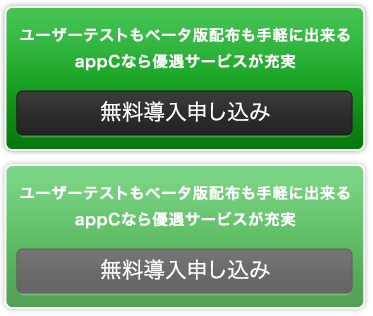 ユーザーテストもベータ版配布も手軽に出来る
appCなら優遇サービスが充実
無料導入申し込み
ユーザーテストもベータ版配布も手軽に出来る
appCなら優遇サービスが充実
無料導入申し込み